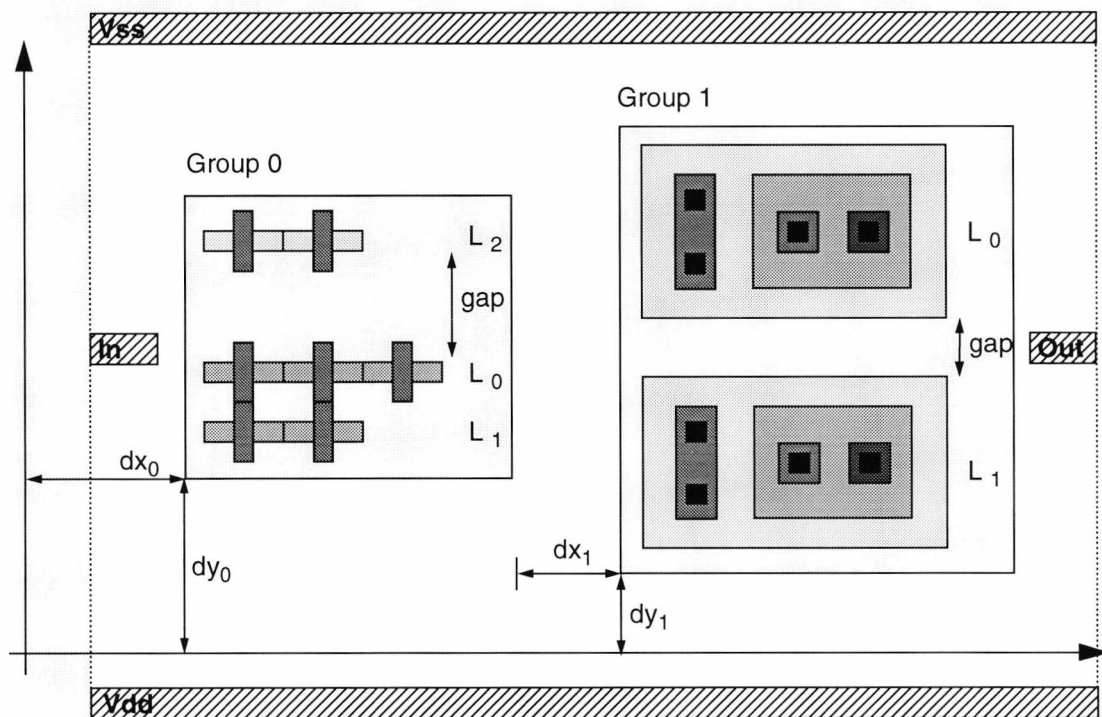 Vss
Group 1
Group 0
L 2
L 0
gap
In
gap
Out
L 0
L 1
L 1
dx0
dx1
dy0
dy1
Vdd